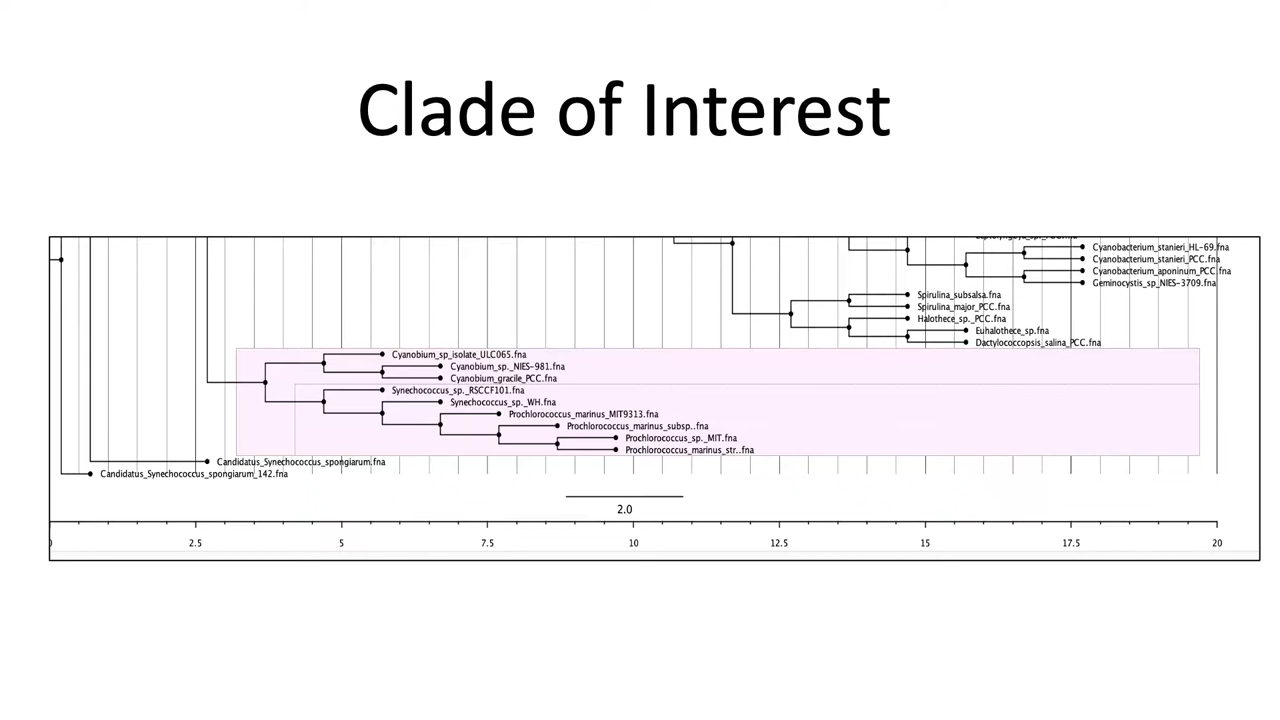 Clade of Interest
Cyanobacterium_stanieri_HL-69.fna
Cyanobacterium_stanieri_PCC.fna
Cyanobacterium_aponinum_PCC.fna
Geminocystis_sp_NIES-3709.fna
Spirulina_subsalsa.fna
Spirulina_major_PCC.fna
Halothece_sp._PCC.fna
Euhalothece_sp.fna
Dactylococcopsis_salina_PCC.fna
Cyanobium_sp_isolate_ULC065.fna
Cyanobium_sp._NIES-981.fna
Cyanobium_gracile_PCC.fna
Synechococcus_sp._RSCCF101.fna
Synechococcus_sp._WH.fna
Prochlorococcus_marinus_MIT9313.fna
Prochlorococcus_marinus_subsp..fna
Prochlorococcus_sp._MIT.fna
Prochlorococcus_marinus_str..fna
Candidatus_Synechococcus_spongiarum.fna
Candidatus_Synechococcus_spongiarum_142.fna
2.0
0 2.5 5 7.5 10 12.5 15 17.5 20